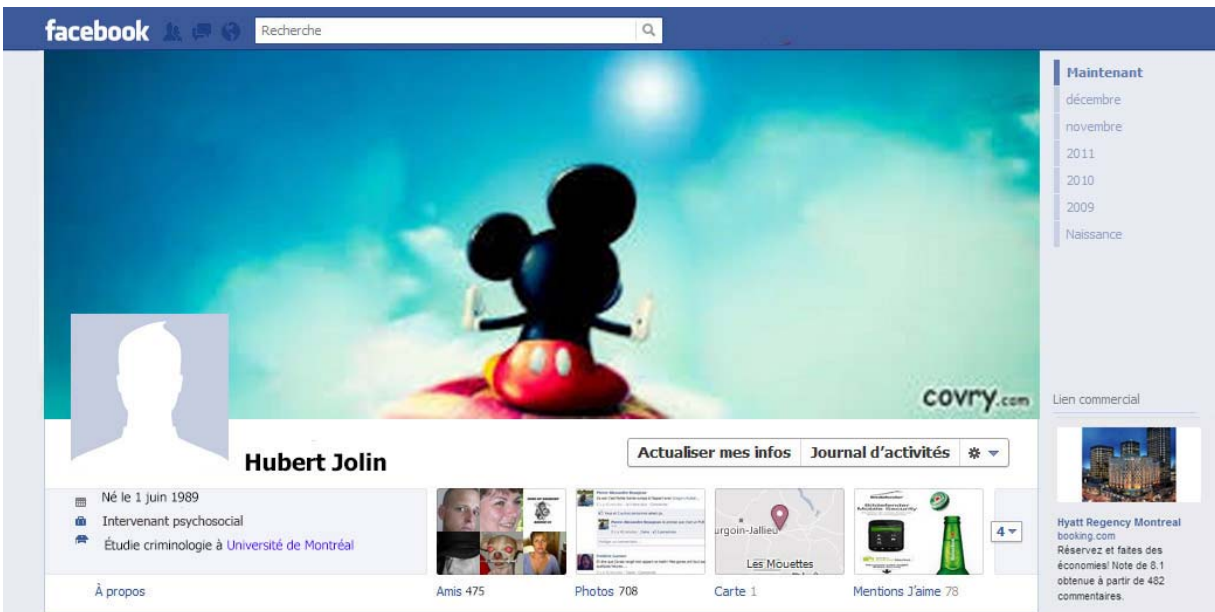 facebook
Recherche
Maintenant
décembre
novembre
2011
2010
2009
Naissance
covry.com
Lien commercial
Hubert Jolin
Actualiser mes infos
Journal d'activités
Né le 1 juin 1989
Intervenant psychosocial
Étudie criminologie à Université de Montréal
urgoin-Jallieu
Les Mouettes
4
À propos
Amis 475
Photos 708
Carte 1
Mentions J'aime 78
Hyatt Regency Montreal
booking.com
Réservez et faites des
économies! Note de 8.1
obtenue à partir de 482
commentaires.